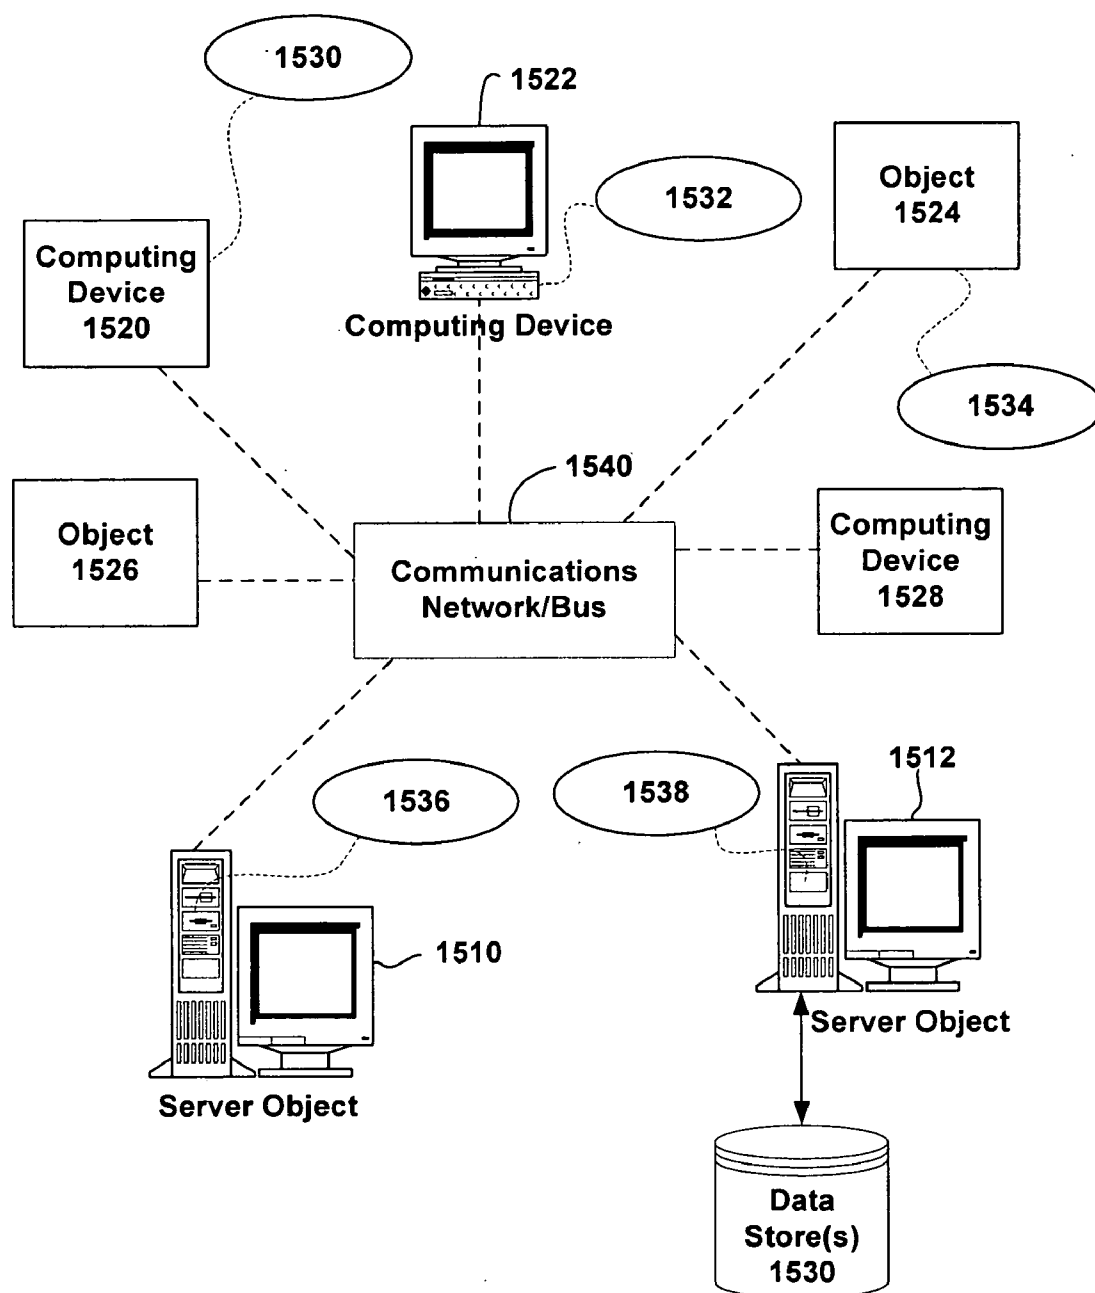 1530
1522
1532
Object
1524
Computing
Device
1520
Computing Device
1534
1540
Object
1526
Computing
Device
1528
Communications
Network/Bus
1512
1536
1538
1510
Server Object
Server Object
Data
Store(s)
1530